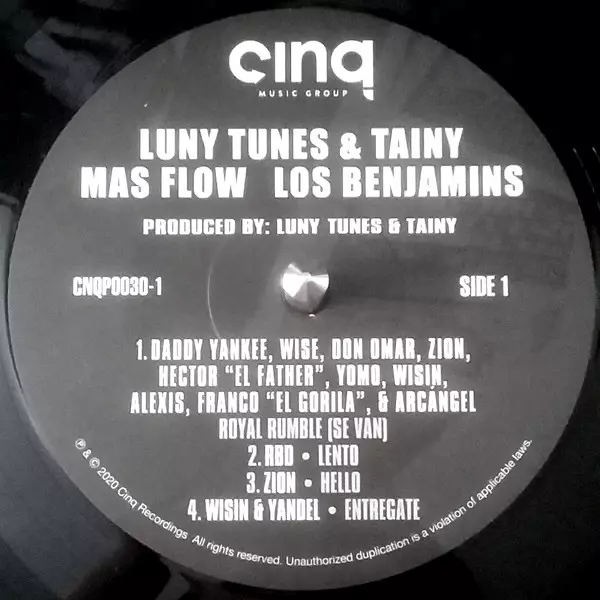 cinq
MUSIC GROUP
LUNY TUNES & TAINY
MAS FLOW LOS BENJAMINS
PRODUCED BY: LUNY TUNES & TAINY
CNQP0030-1
SIDE 1
1. DADDY YANKEE, WISE, DON OMAR, ZION,
HECTOR "EL FATHER", YOMO, WISIN,
ALEXIS, FRANCO "EL GORILA", & ARCÁNGEL
ROYAL RUMBLE (SE VAN)
2. RBD • LENTO
3. ZION • HELLO
4. WISIN & YANDEL • ENTREGATE
℗ & © 2020 Cinq Recordings All rights reserved. Unauthorized duplication is a violation of applicable laws.